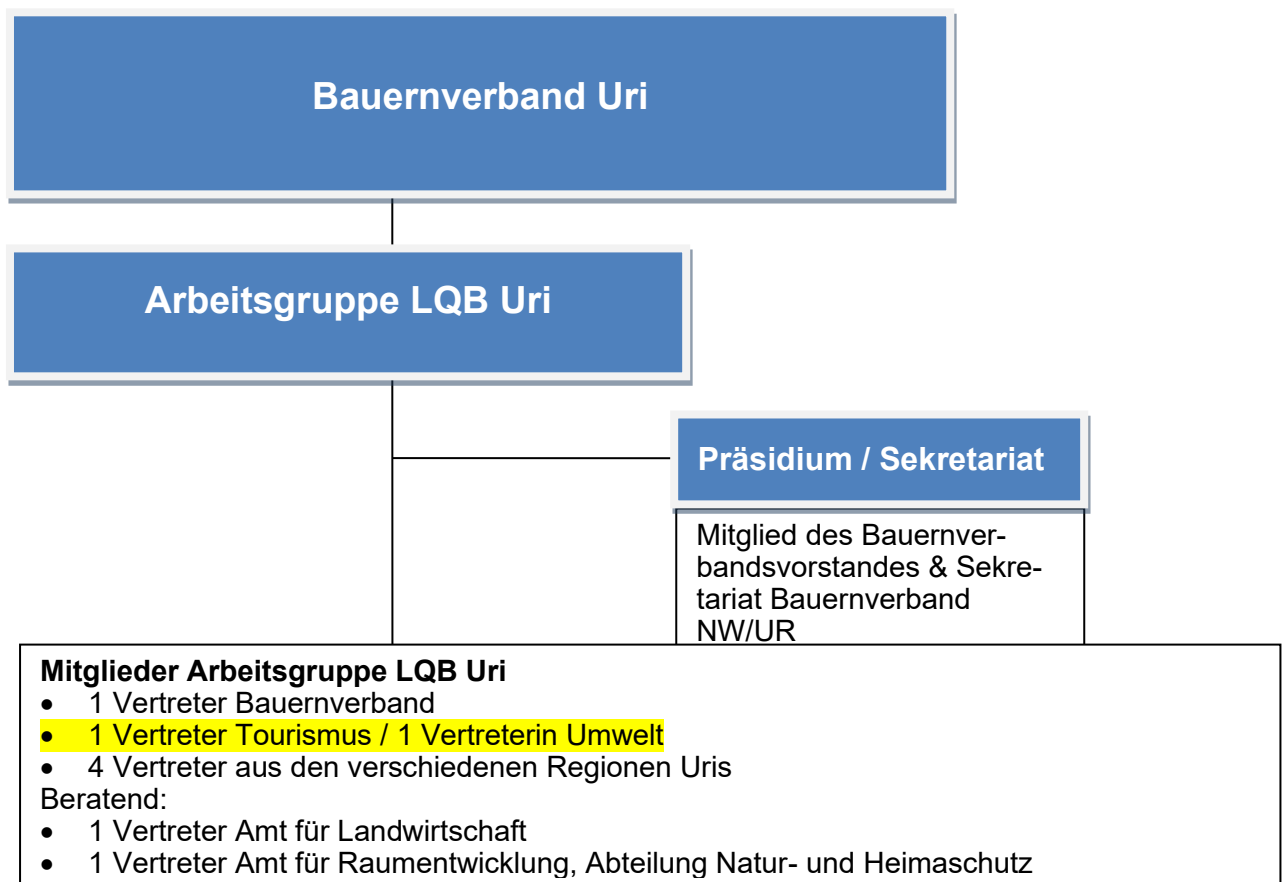 Bauernverband Uri
Arbeitsgruppe LQB Uri
Präsidium / Sekretariat
Mitglied des Bauernver-
bandsvorstandes & Sekre-
tariat Bauernverband
NW/UR
Mitglieder Arbeitsgruppe LQB Uri
• 1 Vertreter Bauernverband
• 1 Vertreter Tourismus / 1 Vertreterin Umwelt
• 4 Vertreter aus den verschiedenen Regionen Uris
Beratend:
• 1 Vertreter Amt für Landwirtschaft
• 1 Vertreter Amt für Raumentwicklung, Abteilung Natur- und Heimaschutz